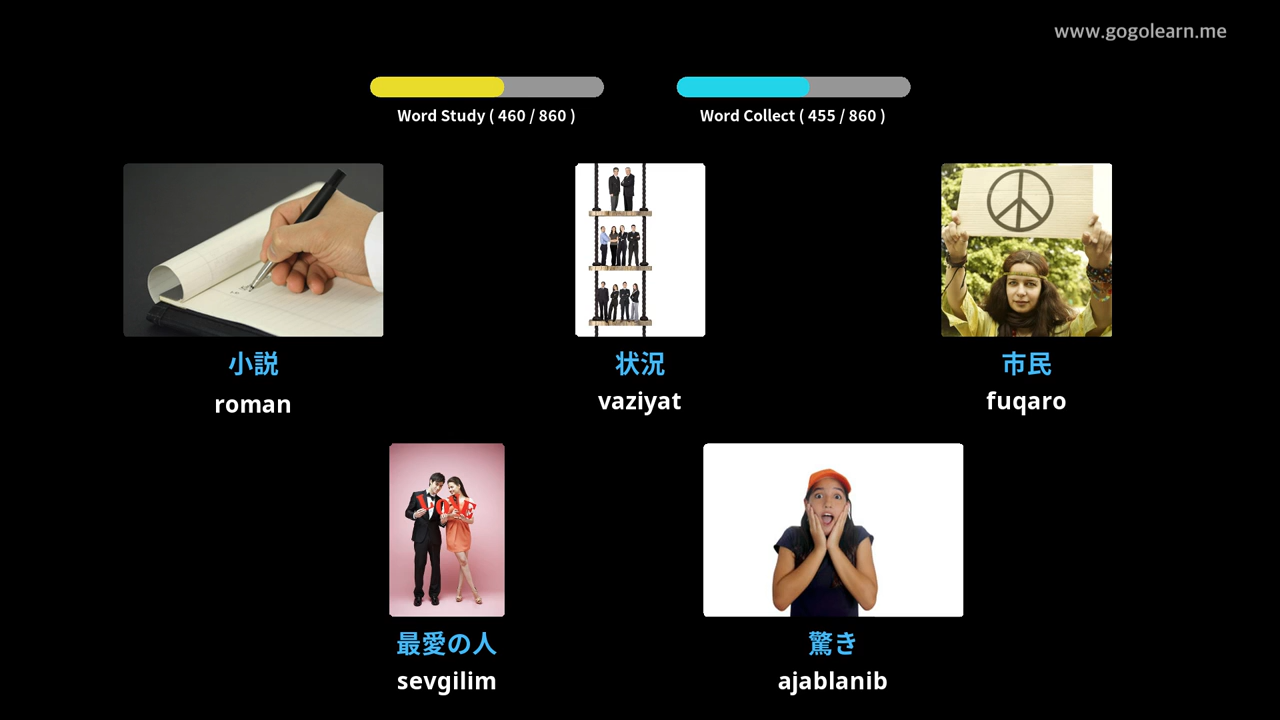 www.gogolearn.me
Word Study ( 460 / 860 )
Word Collect ( 455 / 860 )
小説
roman
状況
vaziyat
市民
fuqaro
最愛の人
sevgilim
驚き
ajablanib